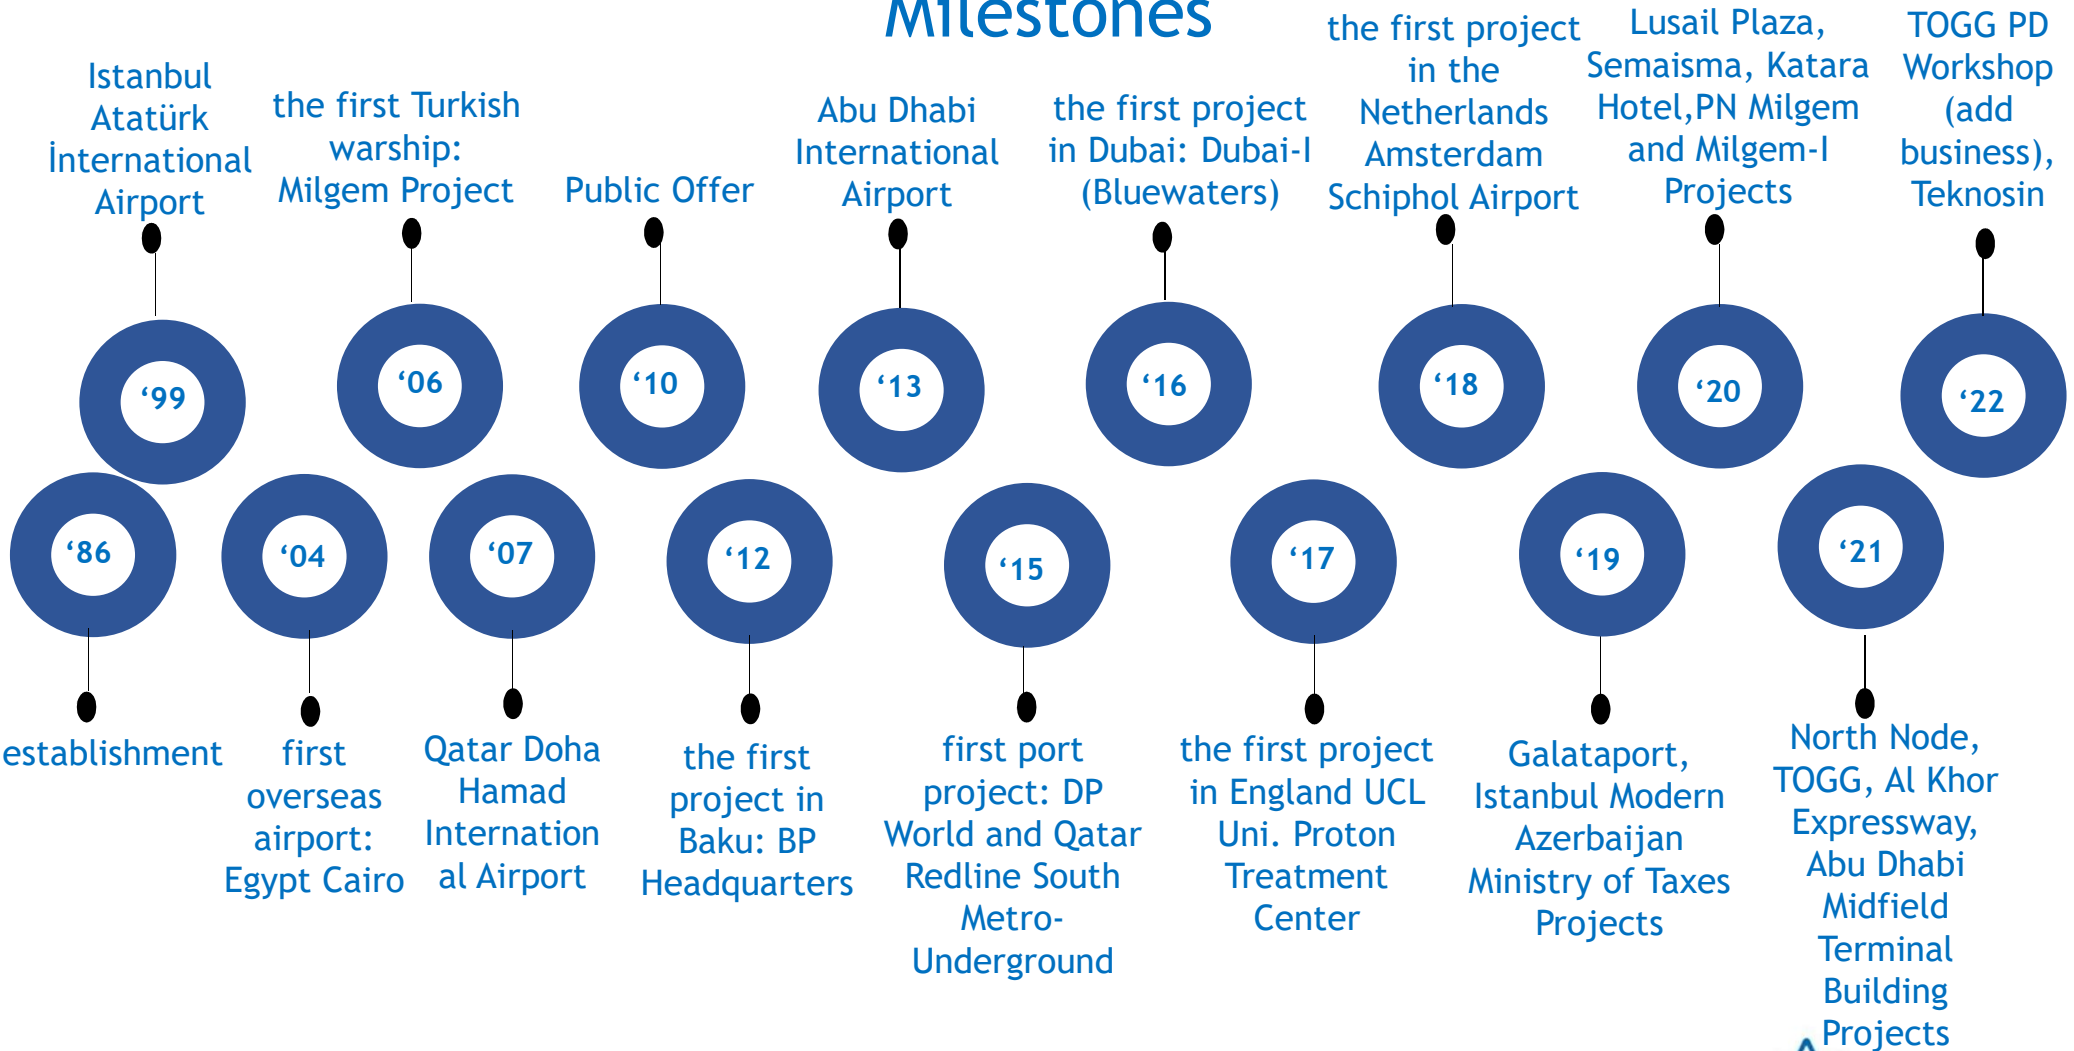 Milestones
Istanbul
Atatürk
İnternational
Airport
the first Turkish
warship:
Milgem Project
Public Offer
Abu Dhabi
International
Airport
the first project
in Dubai: Dubai-I
(Bluewaters)
the first project
in the
Netherlands
Amsterdam
Schiphol Airport
Lusail Plaza,
Semaisma, Katara
Hotel,PN Milgem
and Milgem-I
Projects
TOGG PD
Workshop
(add
business),
Teknosin
‘99
‘06
‘10
‘13
‘16
‘18
‘20
‘22
‘86
‘04
‘07
‘12
‘15
‘17
‘19
‘21
establishment
first
overseas
airport:
Egypt Cairo
Qatar Doha
Hamad
Internation
al Airport
the first
project in
Baku: BP
Headquarters
first port
project: DP
World and Qatar
Redline South
Metro-
Underground
the first project
in England UCL
Uni. Proton
Treatment
Center
Galataport,
Istanbul Modern
Azerbaijan
Ministry of Taxes
Projects
North Node,
TOGG, Al Khor
Expressway,
Abu Dhabi
Midfield
Terminal
Building
Projects